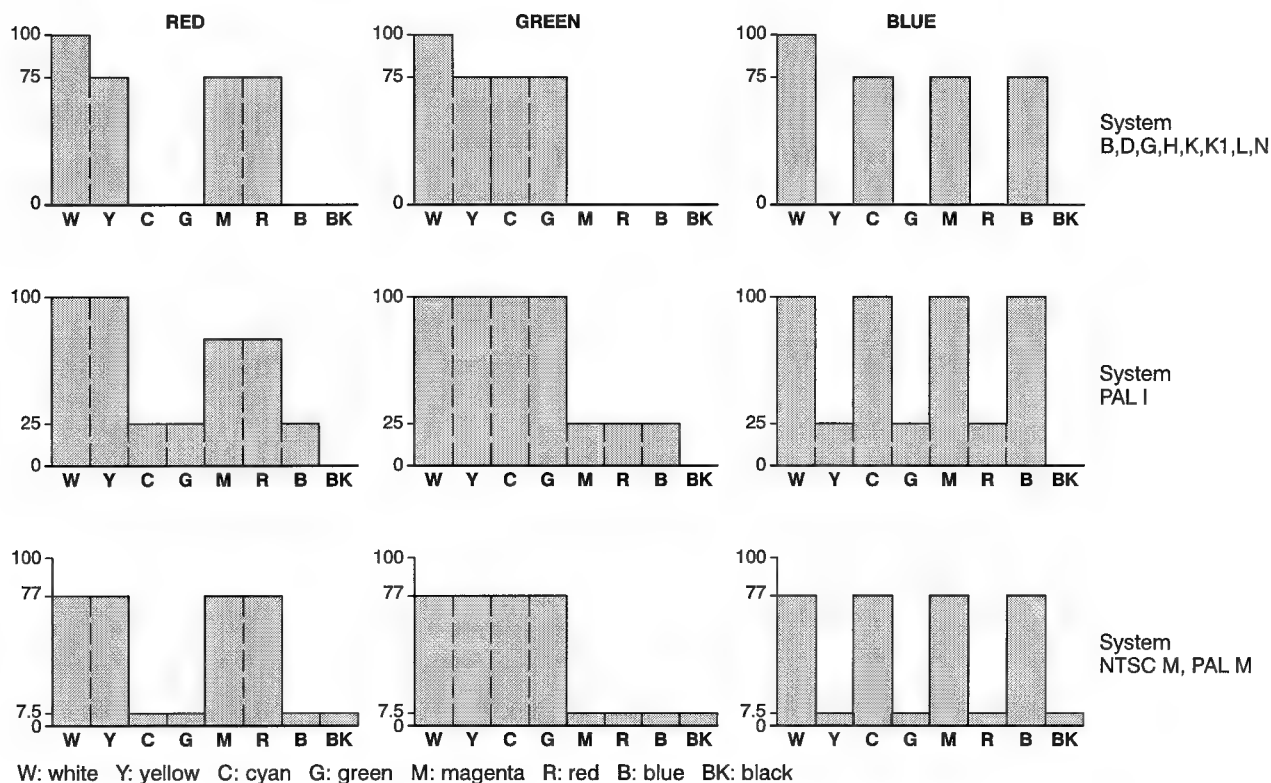 RED GREEN BLUE
100 100 100
75 75 75
0 0 0
W Y C G M R B BK W Y C G M R B BK W Y C G M R B BK
System
B,D,G,H,K,K1,L,N
100 100 100
25 25 25
0 0 0
W Y C G M R B BK W Y C G M R B BK W Y C G M R B BK
System
PAL I
100 100 100
77 77 77
7.5 7.5 7.5
0 0 0
W Y C G M R B BK W Y C G M R B BK W Y C G M R B BK
System
NTSC M, PAL M
W: white Y: yellow C: cyan G: green M: magenta R: red B: blue BK: black